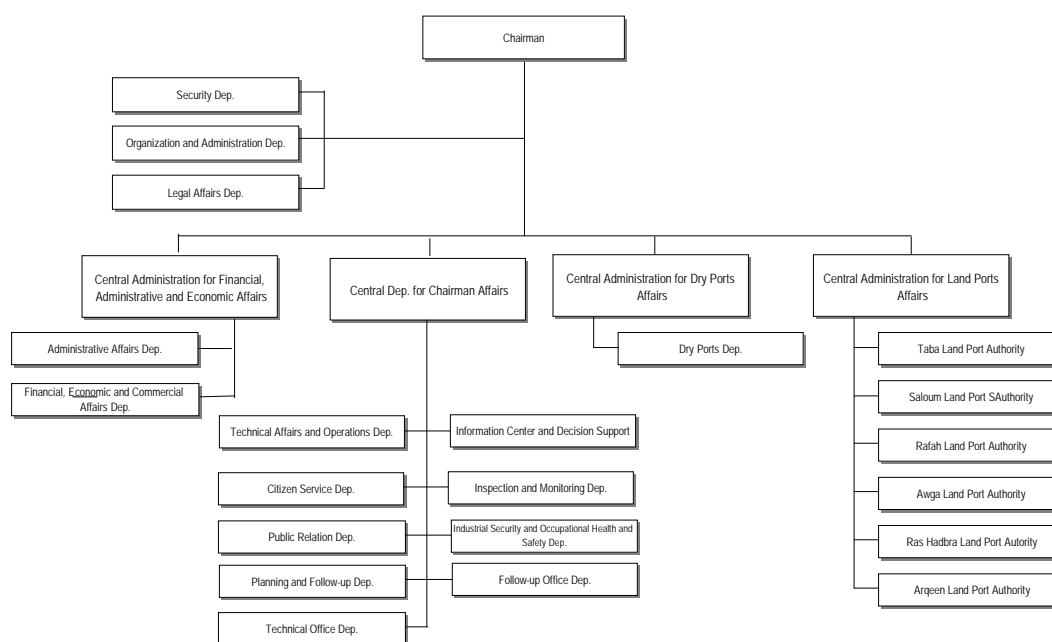 Chairman
Security Dep.
Organization and Administration Dep.
Legal Affairs Dep.
Central Administration for Financial,
Administrative and Economic Affairs
Central Dep. for Chairman Affairs
Central Administration for Dry Ports
Affairs
Central Administration for Land Ports
Affairs
Administrative Affairs Dep.
Financial, Economic and Commercial
Affairs Dep.
Technical Affairs and Operations Dep.
Information Center and Decision Support
Citizen Service Dep.
Inspection and Monitoring Dep.
Public Relation Dep.
Industrial Security and Occupational Health and
Safety Dep.
Planning and Follow-up Dep.
Follow-up Office Dep.
Technical Office Dep.
Dry Ports Dep.
Taba Land Port Authority
Saloum Land Port SAuthority
Rafah Land Port Authority
Awga Land Port Authority
Ras Hadbra Land Port Autority
Arqeen Land Port Authority